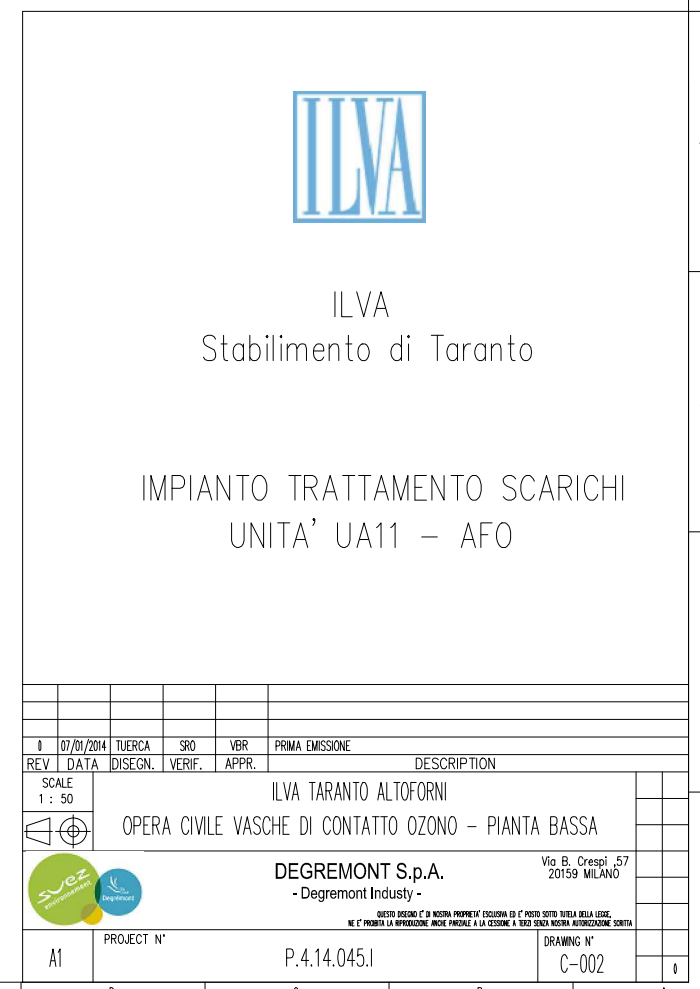 ILVA
ILVA
Stabilimento di Taranto
IMPIANTO TRATTAMENTO SCARICHI
UNITA' UA11 – AFO
0 07/01/2014 TUERCA SRO VBR PRIMA EMISSIONE
REV DATA DISEGN. VERIF. APPR. DESCRIPTION
SCALE
1 : 50
ILVA TARANTO ALTOFORNI
OPERA CIVILE VASCHE DI CONTATTO OZONO – PIANTA BASSA
suez
environnement
Degrémont
DEGREMONT S.p.A.
- Degremont Industy -
Via B. Crespi ,57
20159 MILANO
QUESTO DISEGNO E' DI NOSTRA PROPRIETA' ESCLUSIVA ED E' POSTO SOTTO TUTELA DELLA LEGGE,
NE E' PROIBITA LA RIPRODUZIONE ANCHE PARZIALE A LA CESSIONE A TERZI SENZA NOSTRA AUTORIZZAZIONE SCRITTA
A1
PROJECT N°
P.4.14.045.I
DRAWING N°
C–002
0